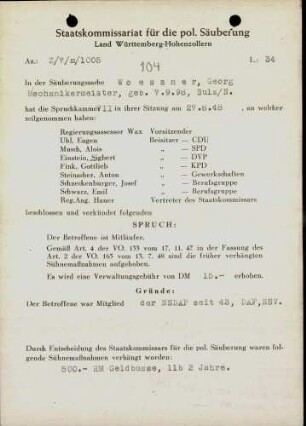 Staatskommissariat für die pol. Säuberung
Land Württemberg-Hohenzollern
Az.: 2/T/m/1005
L: 34
104
In der Säuberungssache Woessner, Georg
Mechanikermeister, geb. 7.9.98, Sulz/N.
hat die Spruchkammer VII in ihrer Sitzung am 27.8.48, an welcher
teilgenommen haben:
Regierungsassessor Wax Vorsitzender
Uhl, Eugen Beisitzer — CDU
Musch, Alois „ — SPD
Einstein, Sigbert „ — DVP
Fink, Gottlieb „ — KPD
Steinacher, Anton „ — Gewerkschaften
Schneckenburger, Josef „ — Berufsgruppe
Schwarz, Emil „ — Berufsgruppe
Reg.Ang. Hauer Vertreter des Staatskommissars
beschlossen und verkündet folgenden
SPRUCH:
Der Betroffene ist Mitläufer.
Gemäß Art. 4 der VO. 133 vom 17. 11. 47 in der Fassung des
Art. 2 der VO. 165 vom 13. 7. 48 sind die früher verhängten
Sühnemaßnahmen aufgehoben.
Es wird eine Verwaltungsgebühr von DM 15.- erhoben.
Gründe:
Der Betroffene war Mitglied der NSDAP seit 43, DAF, NSV.
Durch Entscheidung des Staatskommissars für die pol. Säuberung waren fol-
gende Sühnemaßnahmen verhängt worden:
500.- RM Geldbusse, 11b 2 Jahre.